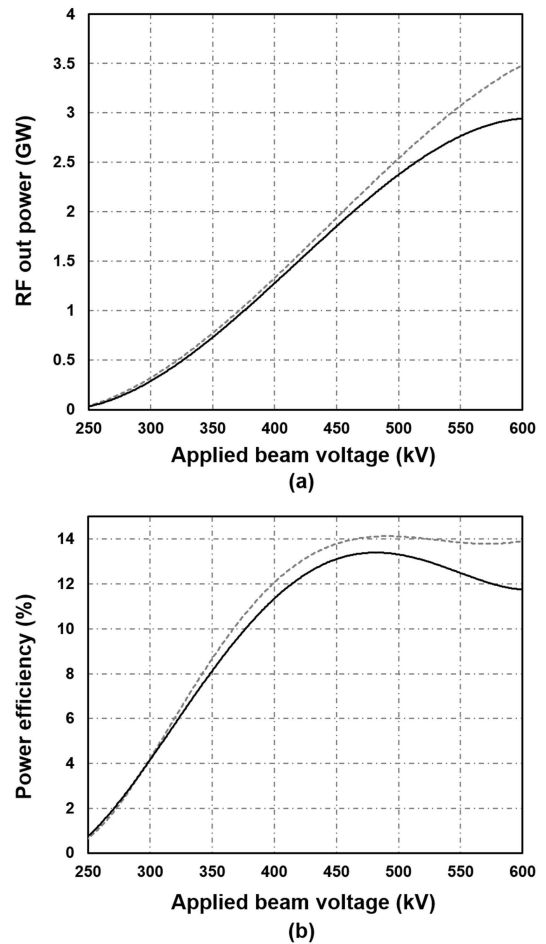 4
3.5
3
2.5
2
1.5
1
0.5
0
RF out power (GW)
250 300 350 400 450 500 550 600
Applied beam voltage (kV)
(a)
14
12
10
8
6
4
2
0
Power efficiency (%)
250 300 350 400 450 500 550 600
Applied beam voltage (kV)
(b)